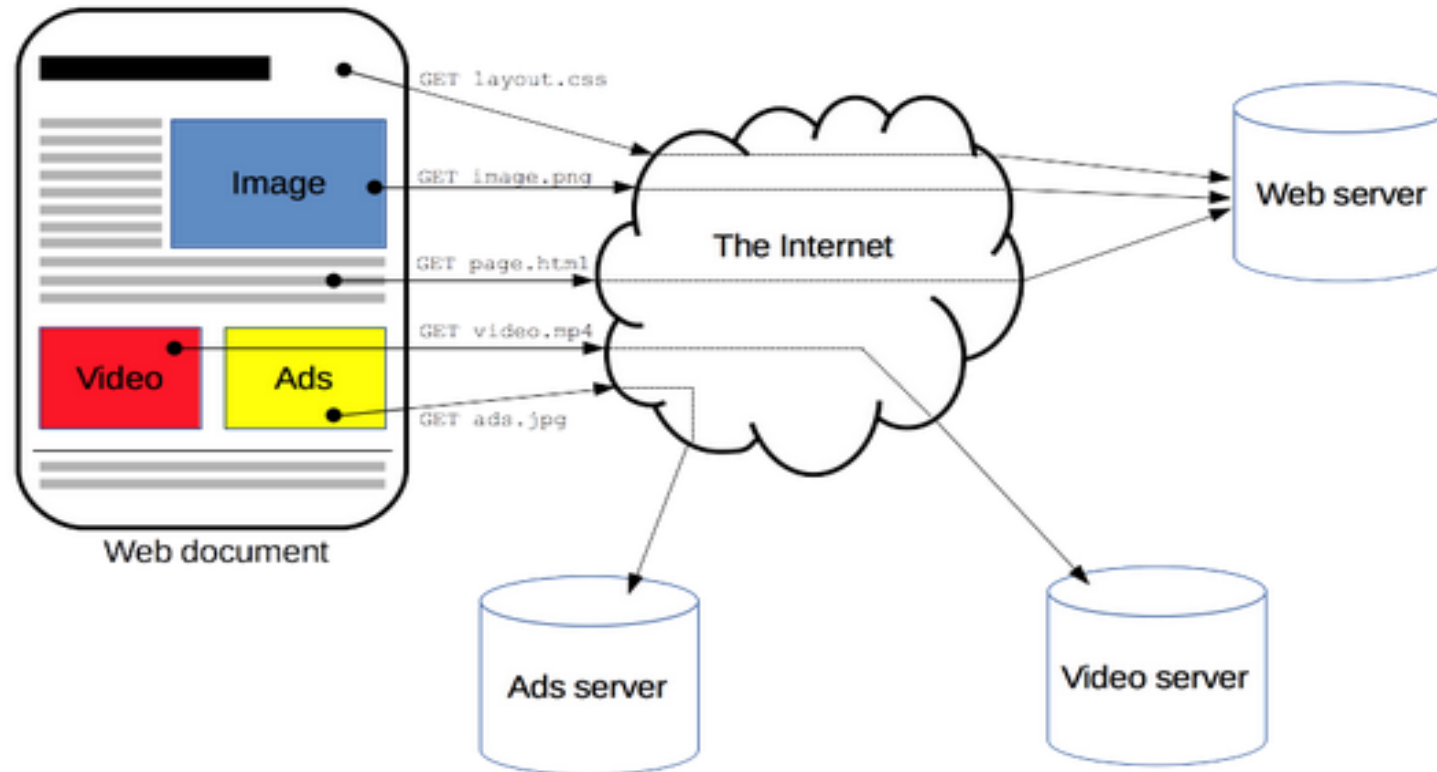 GET layout.css
Image
GET image.png
Web server
The Internet
GET page.html
GET video.mp4
Video
Ads
GET ads.jpg
Web document
Ads server
Video server